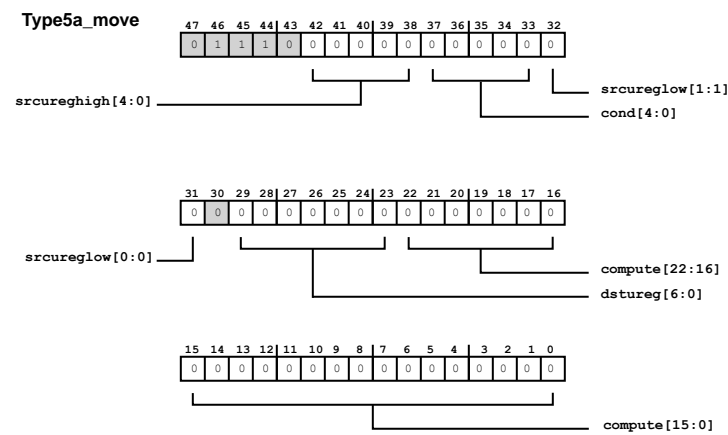 Type5a_move
47 46 45 44 43 42 41 40 39 38 37 36 35 34 33 32
0 1 1 1 0 0 0 0 0 0 0 0 0 0 0 0
srcureglow[1:1]
srcureghigh[4:0]
cond[4:0]
31 30 29 28 27 26 25 24 23 22 21 20 19 18 17 16
0 0 0 0 0 0 0 0 0 0 0 0 0 0 0 0
srcureglow[0:0]
compute[22:16]
dstureg[6:0]
15 14 13 12 11 10 9 8 7 6 5 4 3 2 1 0
0 0 0 0 0 0 0 0 0 0 0 0 0 0 0 0
compute[15:0]